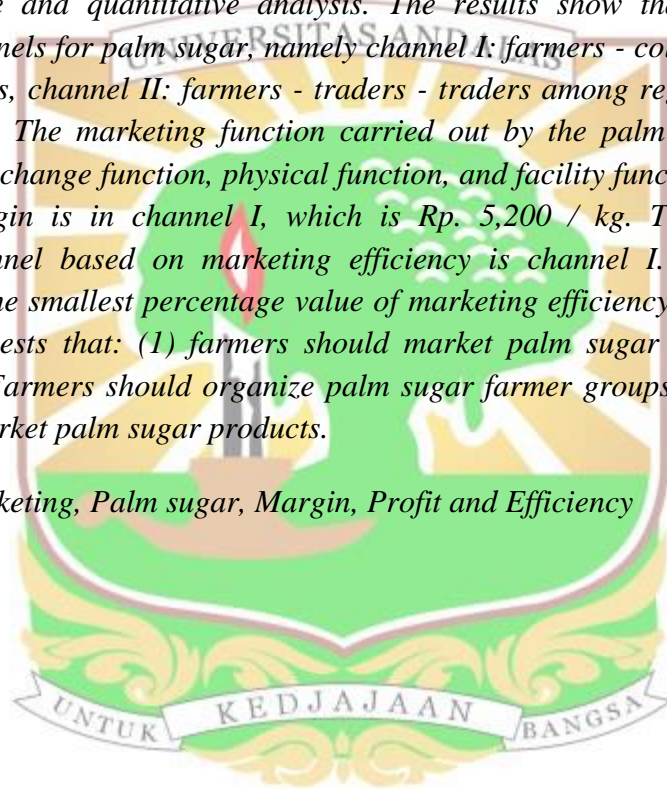 e and quantitative analysis. The results show tha
nels for palm sugar, namely channel I: farmers - col
UNIVERSITAS ANDALAS
s, channel II: farmers - traders - traders among re
The marketing function carried out by the palm
change function, physical function, and facility func
gin is in channel I, which is Rp. 5,200 / kg. T
nnel based on marketing efficiency is channel I.
he smallest percentage value of marketing efficiency
ests that: (1) farmers should market palm sugar
Farmers should organize palm sugar farmer groups
rket palm sugar products.
keting, Palm sugar, Margin, Profit and Efficiency
UNTUK KEDJAJAAN BANGSA